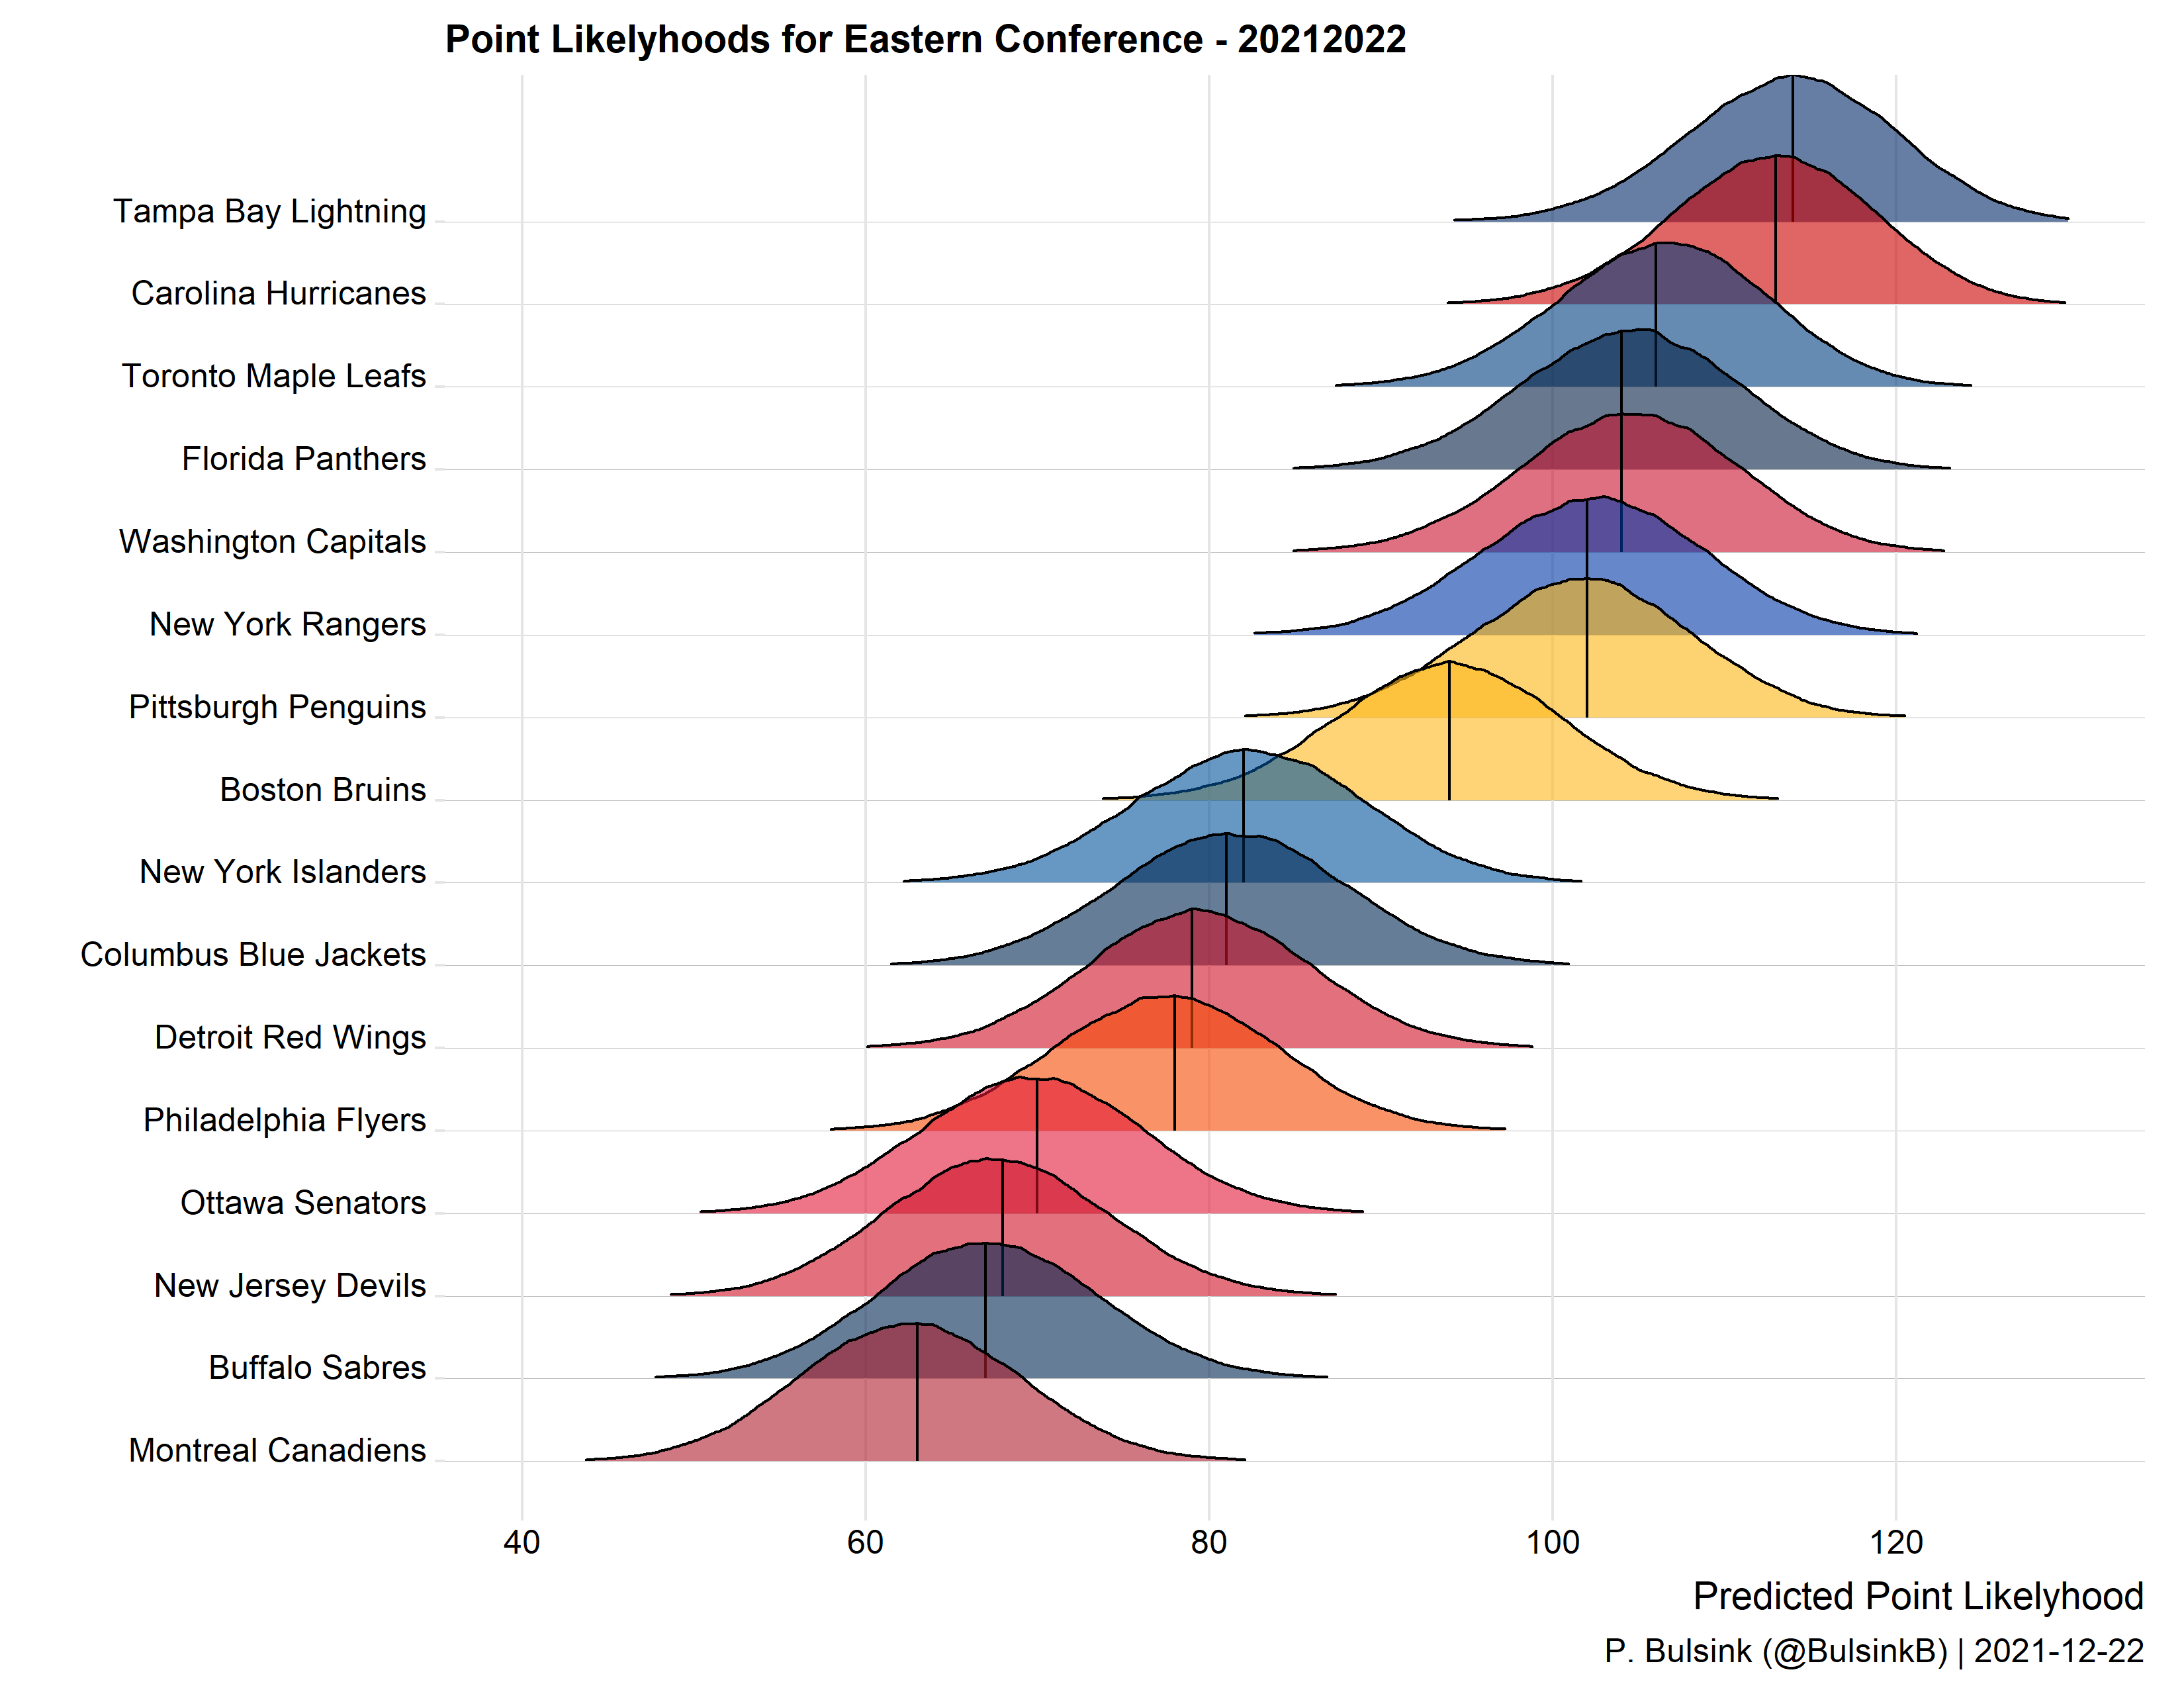 Point Likelyhoods for Eastern Conference - 20212022
Tampa Bay Lightning
Carolina Hurricanes
Toronto Maple Leafs
Florida Panthers
Washington Capitals
New York Rangers
Pittsburgh Penguins
Boston Bruins
New York Islanders
Columbus Blue Jackets
Detroit Red Wings
Philadelphia Flyers
Ottawa Senators
New Jersey Devils
Buffalo Sabres
Montreal Canadiens
40 60 80 100 120
Predicted Point Likelyhood
P. Bulsink (@BulsinkB) | 2021-12-22